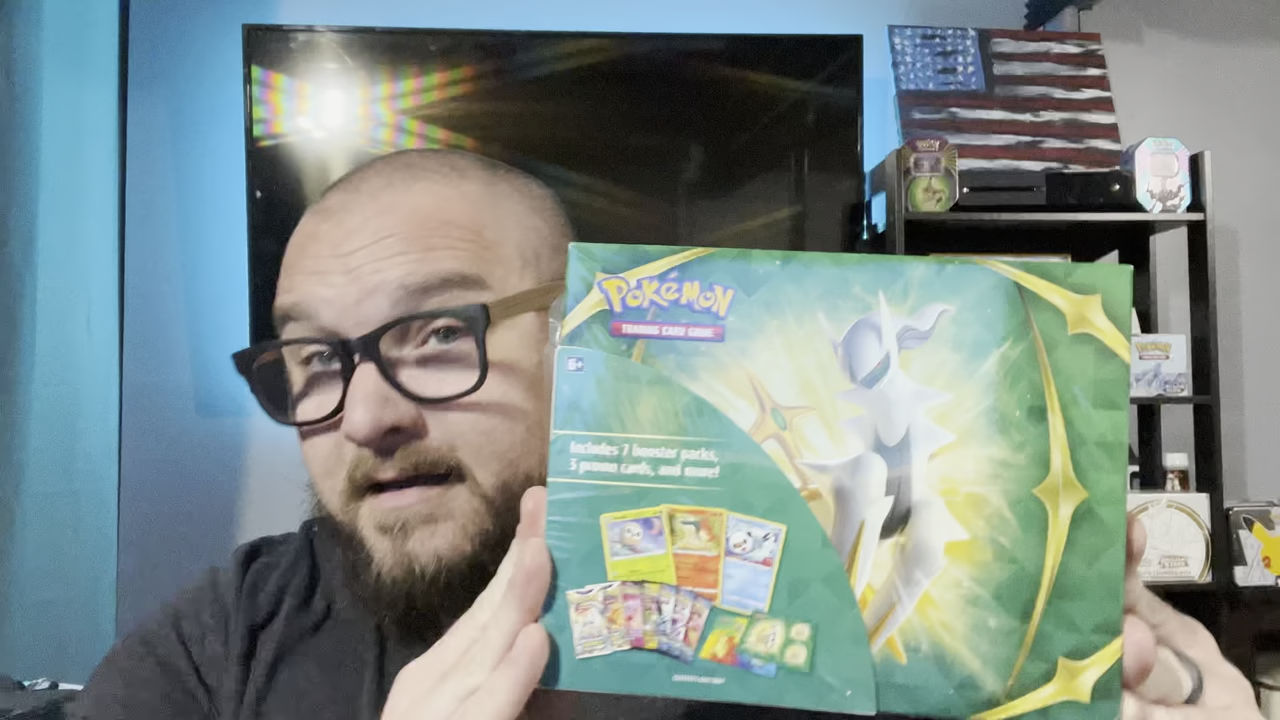 POKéMON
TRADING CARD GAME
6+
Includes 7 booster packs,
3 promo cards, and more!